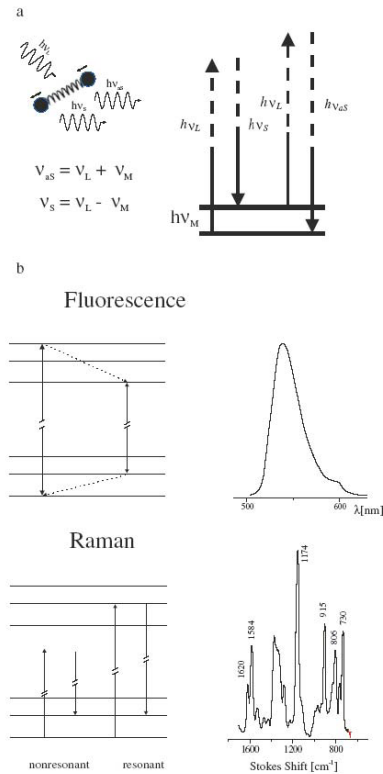 a
hν_L
hν_aS
hν_S
ν_aS = ν_L + ν_M
ν_S = ν_L - ν_M
hν_L
hν_S
hν_L
hν_aS
hν_M
b
Fluorescence
500
600
λ[nm]
Raman
nonresonant
resonant
1620
1584
1174
915
806
730
1600
1200
800
Stokes Shift [cm⁻¹]